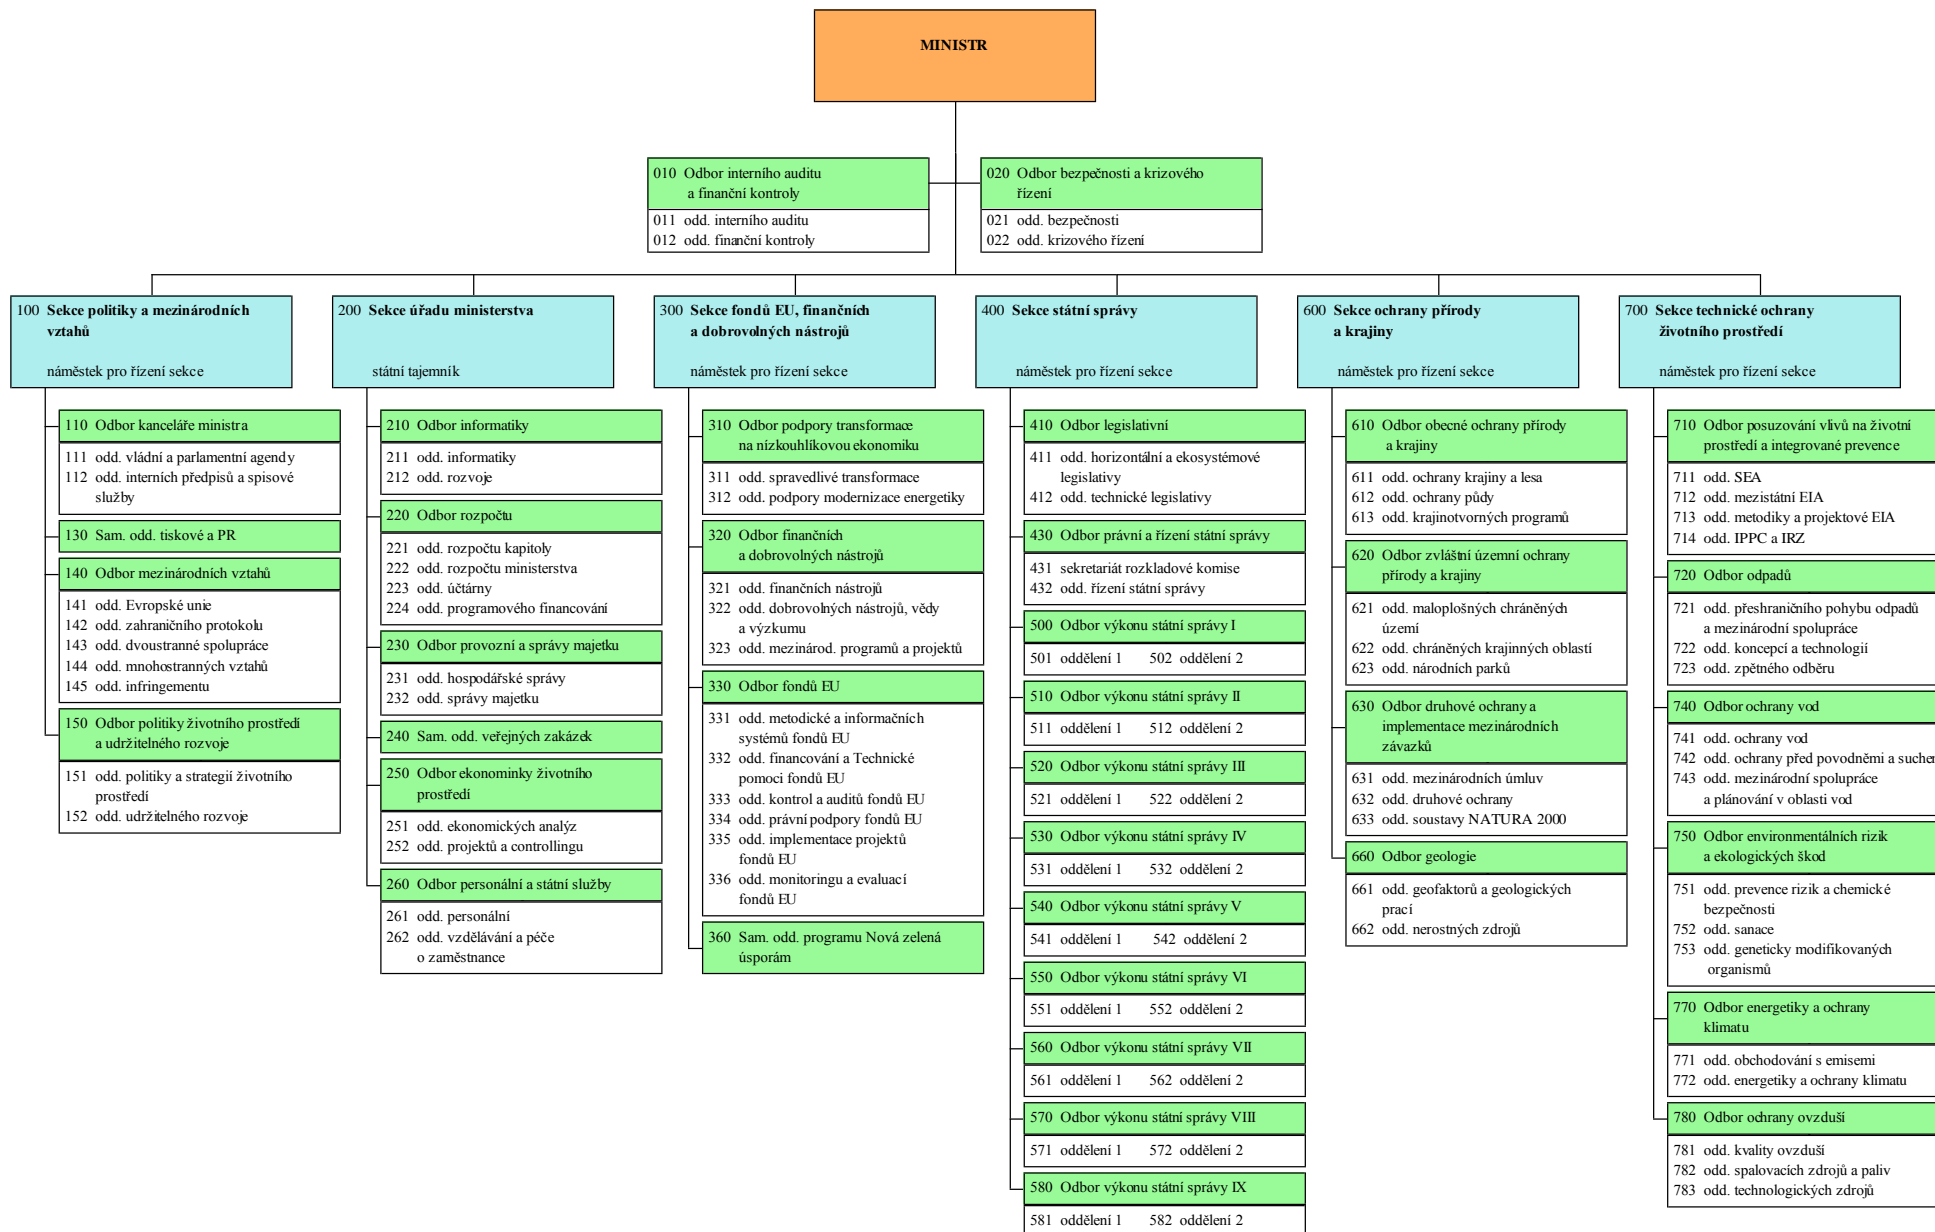 MINISTR
010 Odbor interního auditu
a finanční kontroly
011 odd. interního auditu
012 odd. finanční kontroly
020 Odbor bezpečnosti a krizového
řízení
021 odd. bezpečnosti
022 odd. krizového řízení
100 Sekce politiky a mezinárodních
vztahů
náměstek pro řízení sekce
110 Odbor kanceláře ministra
111 odd. vládní a parlamentní agendy
112 odd. interních předpisů a spisové
služby
130 Sam. odd. tiskové a PR
140 Odbor mezinárodních vztahů
141 odd. Evropské unie
142 odd. zahraničního protokolu
143 odd. dvoustranné spolupráce
144 odd. mnohostranných vztahů
145 odd. infringementu
150 Odbor politiky životního prostředí
a udržitelného rozvoje
151 odd. politiky a strategií životního
prostředí
152 odd. udržitelného rozvoje
200 Sekce úřadu ministerstva
státní tajemník
210 Odbor informatiky
211 odd. informatiky
212 odd. rozvoje
220 Odbor rozpočtu
221 odd. rozpočtu kapitoly
222 odd. rozpočtu ministerstva
223 odd. účtárny
224 odd. programového financování
230 Odbor provozní a správy majetku
231 odd. hospodářské správy
232 odd. správy majetku
240 Sam. odd. veřejných zakázek
250 Odbor ekonominky životního
prostředí
251 odd. ekonomických analýz
252 odd. projektů a controllingu
260 Odbor personální a státní služby
261 odd. personální
262 odd. vzdělávání a péče
o zaměstnance
300 Sekce fondů EU, finančních
a dobrovolných nástrojů
náměstek pro řízení sekce
310 Odbor podpory transformace
na nízkouhlíkovou ekonomiku
311 odd. spravedlivé transformace
312 odd. podpory modernizace energetiky
320 Odbor finančních
a dobrovolných nástrojů
321 odd. finančních nástrojů
322 odd. dobrovolných nástrojů, vědy
a výzkumu
323 odd. mezinárod. programů a projektů
330 Odbor fondů EU
331 odd. metodické a informačních
systémů fondů EU
332 odd. financování a Technické
pomoci fondů EU
333 odd. kontrol a auditů fondů EU
334 odd. právní podpory fondů EU
335 odd. implementace projektů
fondů EU
336 odd. monitoringu a evaluací
fondů EU
360 Sam. odd. programu Nová zelená
úsporám
400 Sekce státní správy
náměstek pro řízení sekce
410 Odbor legislativní
411 odd. horizontální a ekosystémové
legislativy
412 odd. technické legislativy
430 Odbor právní a řízení státní správy
431 sekretariát rozkladové komise
432 odd. řízení státní správy
500 Odbor výkonu státní správy I
501 oddělení 1 502 oddělení 2
510 Odbor výkonu státní správy II
511 oddělení 1 512 oddělení 2
520 Odbor výkonu státní správy III
521 oddělení 1 522 oddělení 2
530 Odbor výkonu státní správy IV
531 oddělení 1 532 oddělení 2
540 Odbor výkonu státní správy V
541 oddělení 1 542 oddělení 2
550 Odbor výkonu státní správy VI
551 oddělení 1 552 oddělení 2
560 Odbor výkonu státní správy VII
561 oddělení 1 562 oddělení 2
570 Odbor výkonu státní správy VIII
571 oddělení 1 572 oddělení 2
580 Odbor výkonu státní správy IX
581 oddělení 1 582 oddělení 2
600 Sekce ochrany přírody
a krajiny
náměstek pro řízení sekce
610 Odbor obecné ochrany přírody
a krajiny
611 odd. ochrany krajiny a lesa
612 odd. ochrany půdy
613 odd. krajinotvorných programů
620 Odbor zvláštní územní ochrany
přírody a krajiny
621 odd. maloplošných chráněných
území
622 odd. chráněných krajinných oblastí
623 odd. národních parků
630 Odbor druhové ochrany a
implementace mezinárodních
závazků
631 odd. mezinárodních úmluv
632 odd. druhové ochrany
633 odd. soustavy NATURA 2000
660 Odbor geologie
661 odd. geofaktorů a geologických
prací
662 odd. nerostných zdrojů
700 Sekce technické ochrany
životního prostředí
náměstek pro řízení sekce
710 Odbor posuzování vlivů na životní
prostředí a integrované prevence
711 odd. SEA
712 odd. mezistátní EIA
713 odd. metodiky a projektové EIA
714 odd. IPPC a IRZ
720 Odbor odpadů
721 odd. přeshraničního pohybu odpadů
a mezinárodní spolupráce
722 odd. koncepcí a technologií
723 odd. zpětného odběru
740 Odbor ochrany vod
741 odd. ochrany vod
742 odd. ochrany před povodněmi a suchem
743 odd. mezinárodní spolupráce
a plánování v oblasti vod
750 Odbor environmentálních rizik
a ekologických škod
751 odd. prevence rizik a chemické
bezpečnosti
752 odd. sanace
753 odd. geneticky modifikovaných
organismů
770 Odbor energetiky a ochrany
klimatu
771 odd. obchodování s emisemi
772 odd. energetiky a ochrany klimatu
780 Odbor ochrany ovzduší
781 odd. kvality ovzduší
782 odd. spalovacích zdrojů a paliv
783 odd. technologických zdrojů